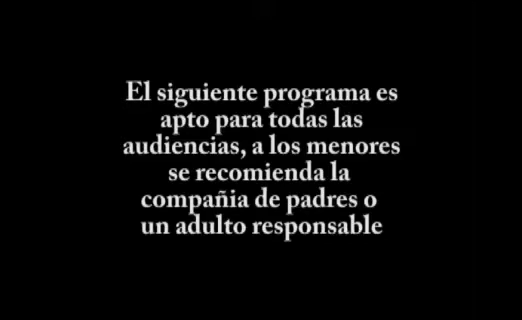 El siguiente programa es
apto para todas las
audiencias, a los menores
se recomienda la
compañia de padres o
un adulto responsable